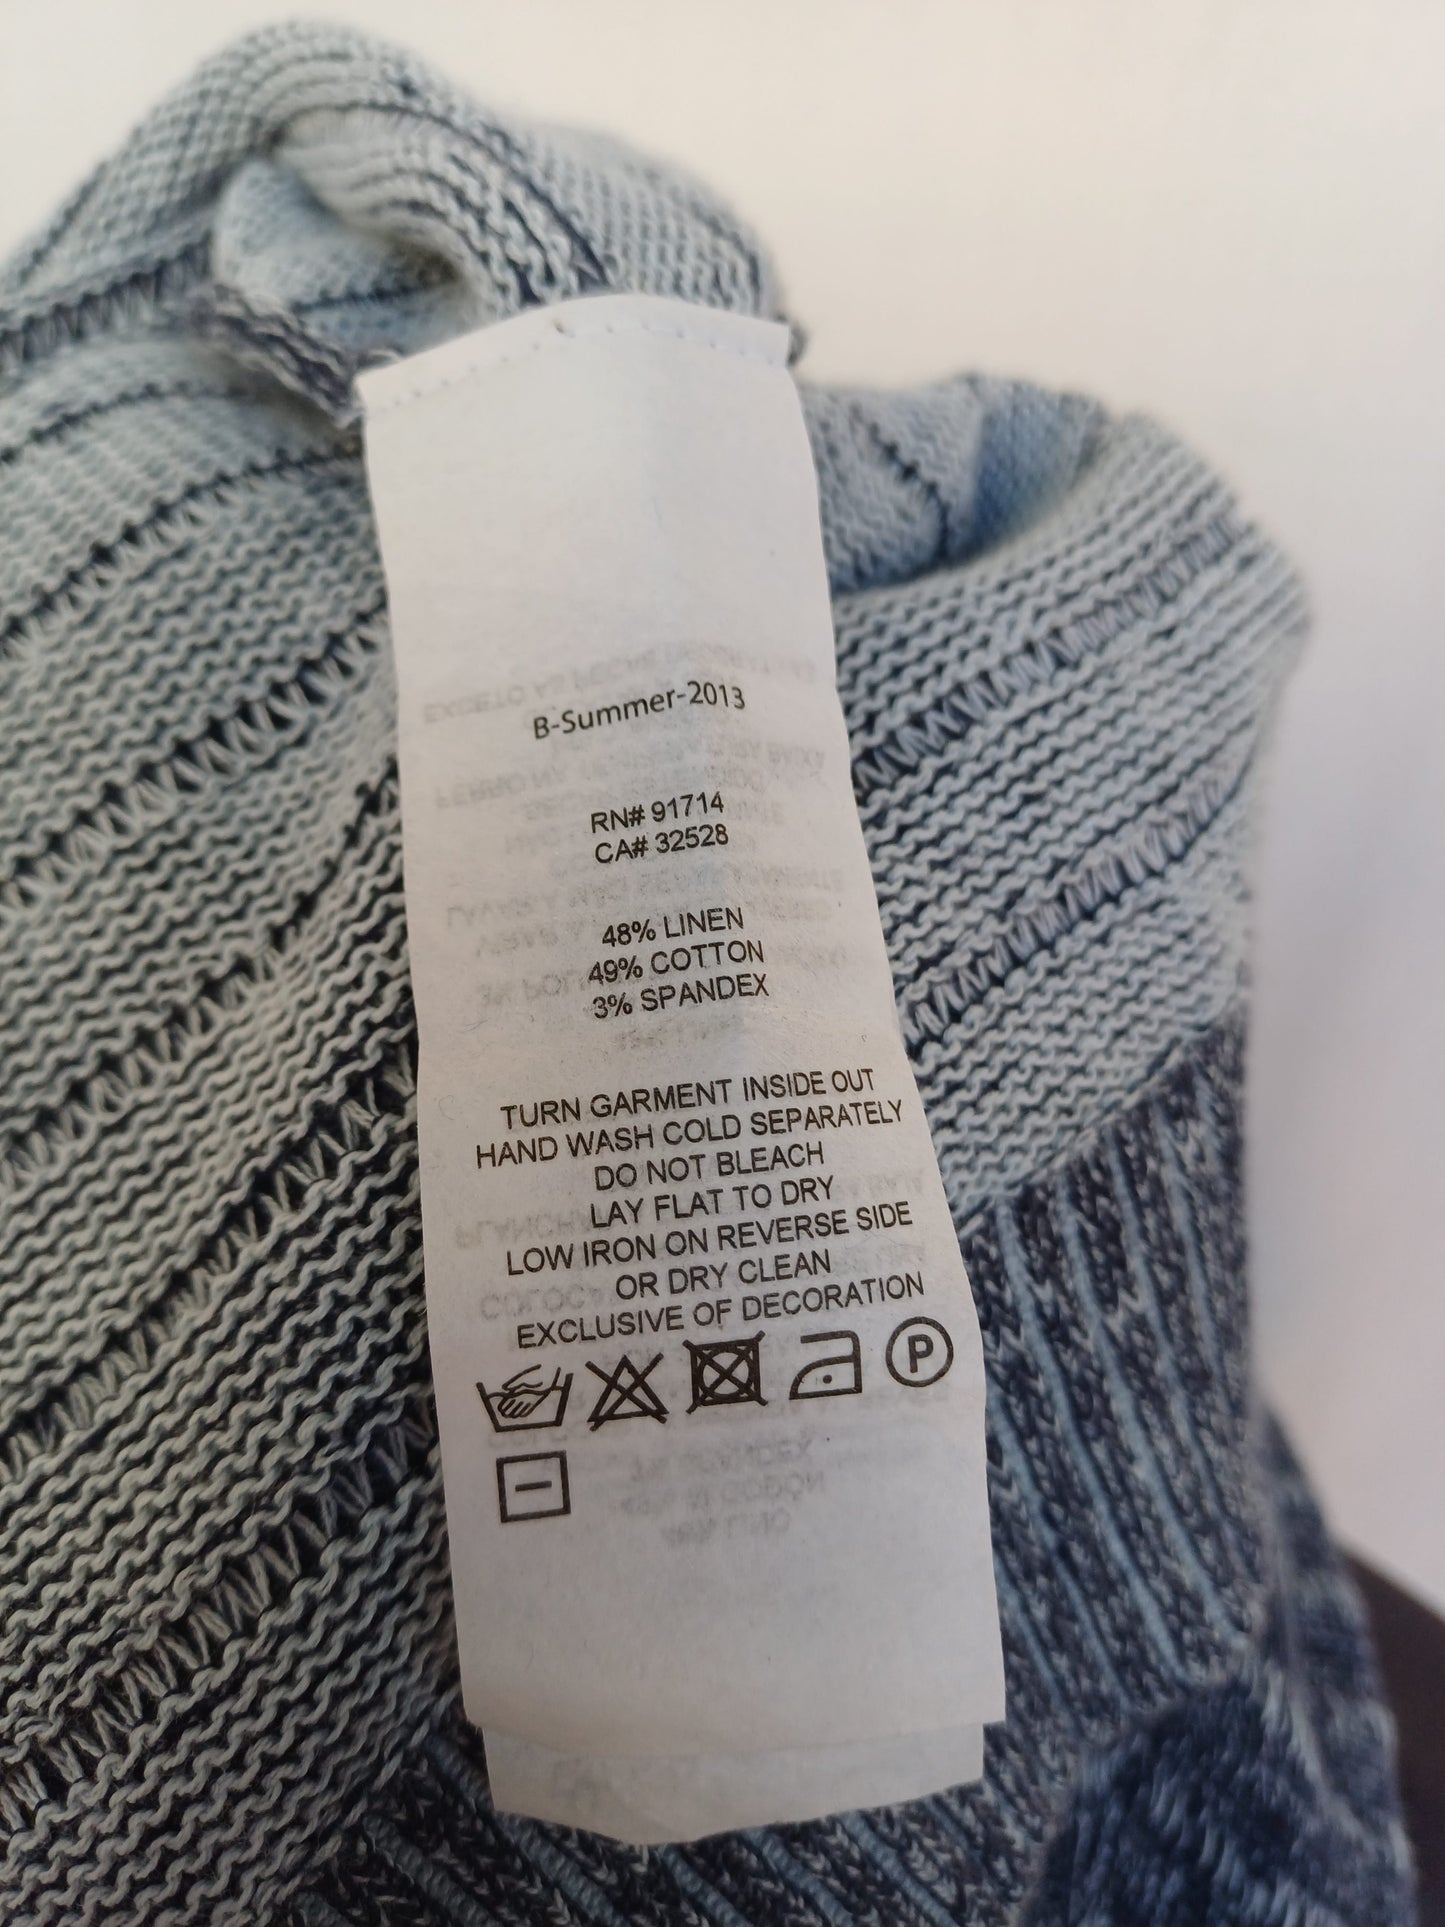 B-Summer-2013
RN# 91714
CA# 32528
48% LINEN
49% COTTON
3% SPANDEX
TURN GARMENT INSIDE OUT
HAND WASH COLD SEPARATELY
DO NOT BLEACH
LAY FLAT TO DRY
LOW IRON ON REVERSE SIDE
OR DRY CLEAN
EXCLUSIVE OF DECORATION
P